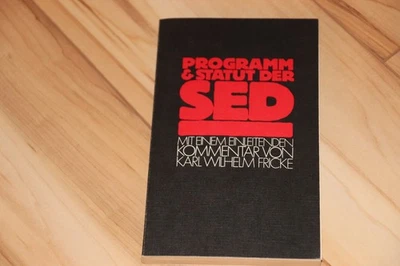 PROGRAMM
& STATUT DER
SED
MIT EINEM EINLEITENDEN
KOMMENTAR VON
KARL WILHELM FRICKE